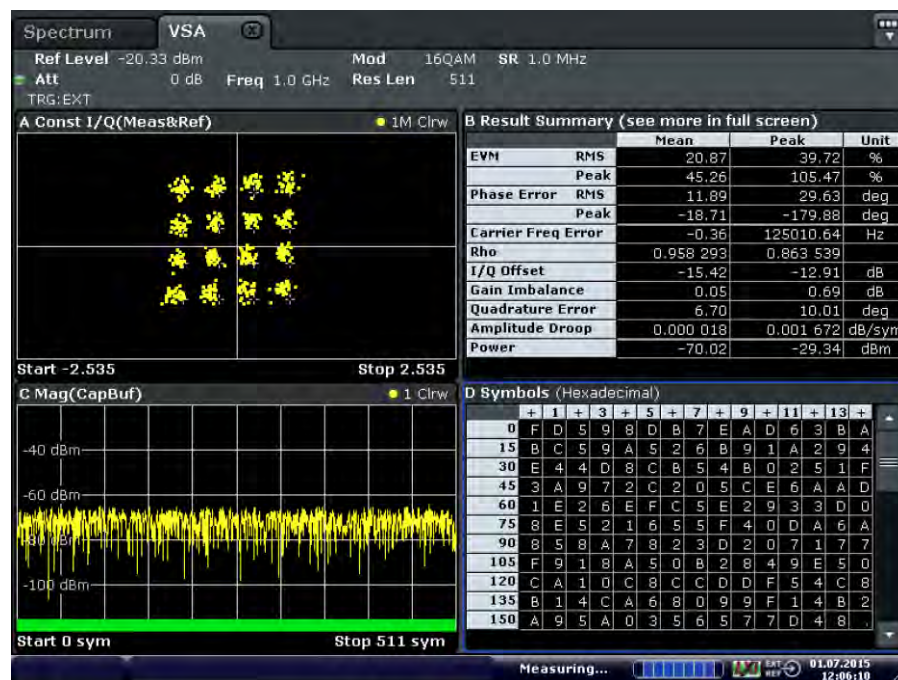 Spectrum VSA X
Ref Level -20.33 dBm Mod 16QAM SR 1.0 MHz
Att 0 dB Freq 1.0 GHz Res Len 511
TRG:EXT
A Const I/Q(Meas&Ref) 1M Clrw
Start -2.535 Stop 2.535
B Result Summary (see more in full screen)
Mean Peak Unit
EVM RMS 20.87 39.72 %
Peak 45.26 105.47 %
Phase Error RMS 11.89 29.63 deg
Peak -18.71 -179.88 deg
Carrier Freq Error -0.36 125010.64 Hz
Rho 0.958 293 0.863 539
I/Q Offset -15.42 -12.91 dB
Gain Imbalance 0.05 0.69 dB
Quadrature Error 6.70 10.01 deg
Amplitude Droop 0.000 018 0.001 672 dB/sym
Power -70.02 -29.34 dBm
C Mag(CapBuf) 1 Clrw
-40 dBm
-60 dBm
-100 dBm
Start 0 sym Stop 511 sym
D Symbols (Hexadecimal)
+ 1 + 3 + 5 + 7 + 9 + 11 + 13 +
0 F D 5 9 8 D B 7 E A D 6 3 B A
15 B C 5 9 A 5 2 6 B 9 1 A 2 9 4
30 E 4 4 D 8 C B 5 4 B 0 2 5 1 F
45 3 A 9 7 2 C 2 0 5 C E 6 A A D
60 1 E 2 6 E F C 5 E 2 9 3 3 D 0
75 8 E 5 2 1 6 5 5 F 4 0 D A 6 A
90 8 5 8 A 7 8 2 3 D 2 0 7 1 7 7
105 F 9 1 8 A 5 0 B 2 8 4 9 E 5 0
120 C A 1 0 C 8 C C D D F 5 4 C 8
135 B 1 4 C A 6 8 0 9 9 F 1 4 B 2
150 A 9 5 A 0 3 5 6 5 7 7 D 4 8 .
Measuring... EXT REF 01.07.2015
12:06:10